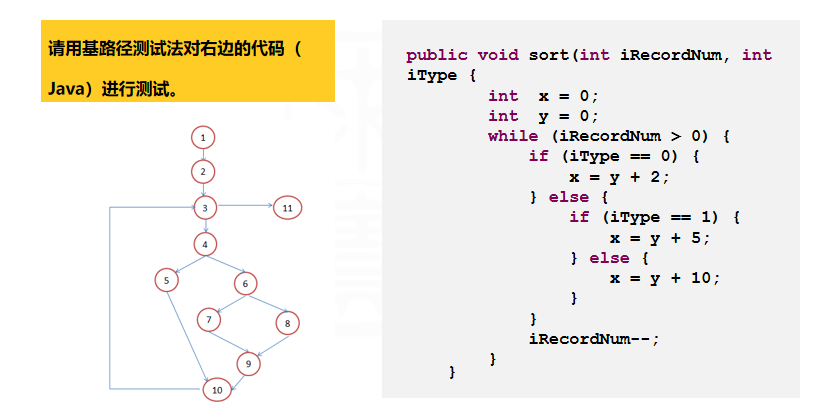 请用基路径测试法对右边的代码（
Java）进行测试。
1
2
3
11
4
5
6
7
8
9
10
public void sort(int iRecordNum, int
iType {
int  x = 0;
int  y = 0;
while (iRecordNum > 0) {
if (iType == 0) {
x = y + 2;
} else {
if (iType == 1) {
x = y + 5;
} else {
x = y + 10;
}
}
iRecordNum--;
}
}